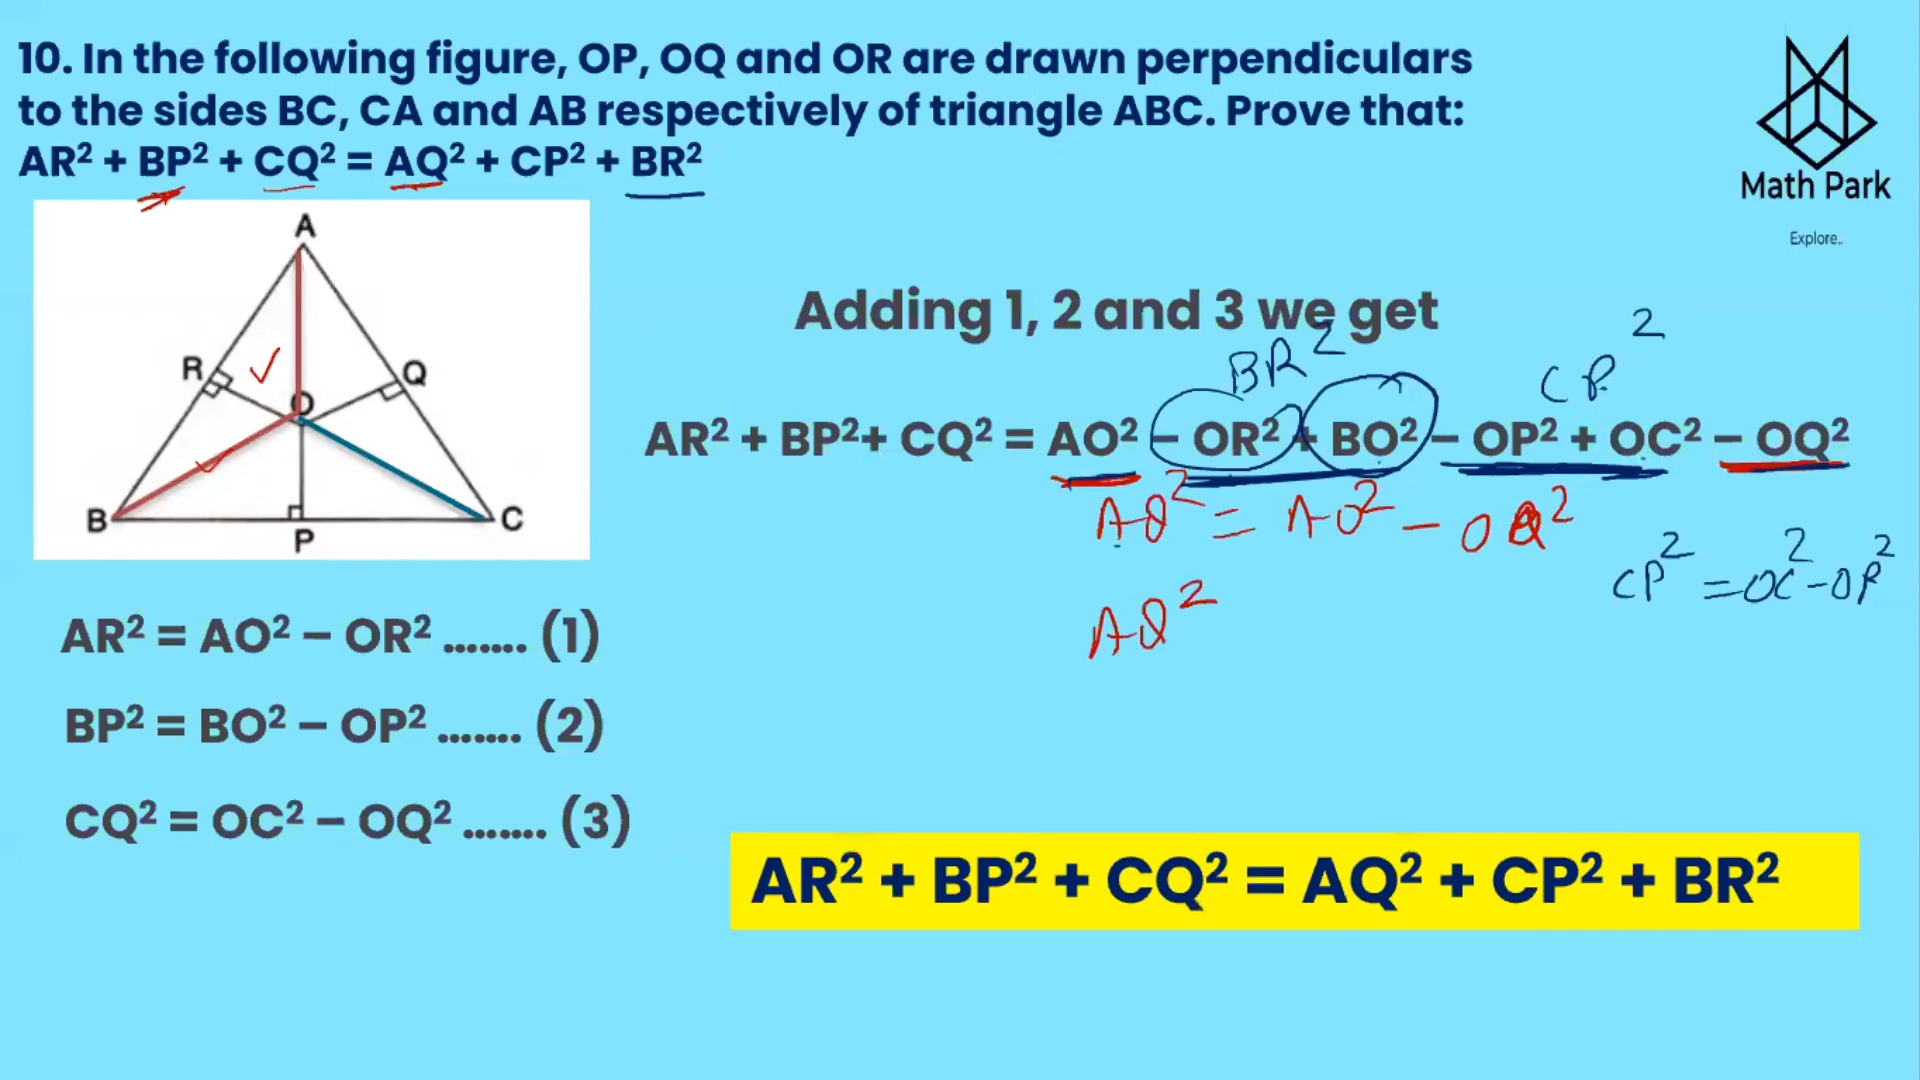 10. In the following figure, OP, OQ and OR are drawn perpendiculars
to the sides BC, CA and AB respectively of triangle ABC. Prove that:
AR² + BP² + CQ² = AQ² + CP² + BR²
Math Park
Explore..
A
R
Q
O
B
P
C
Adding 1, 2 and 3 we get
BR²
CP²
AR² + BP²+ CQ² = AO² – OR² + BO² – OP² + OC² – OQ²
AQ² = AO² – OQ²
CP² = OC² – OP²
AQ²
AR² = AO² – OR² ....... (1)
BP² = BO² – OP² ....... (2)
CQ² = OC² – OQ² ....... (3)
AR² + BP² + CQ² = AQ² + CP² + BR²